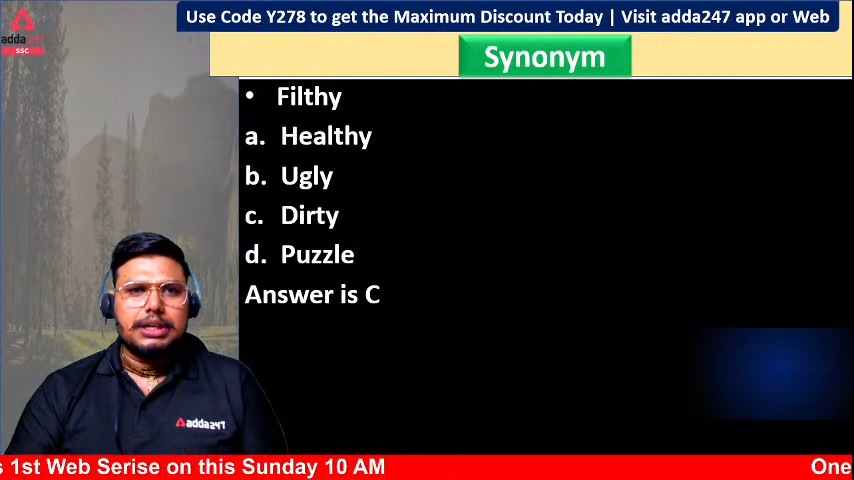 Use Code Y278 to get the Maximum Discount Today | Visit adda247 app or Web
adda247
SSC
Synonym
• Filthy
a. Healthy
b. Ugly
c. Dirty
d. Puzzle
Answer is C
adda247
s 1st Web Serise on this Sunday 10 AM One